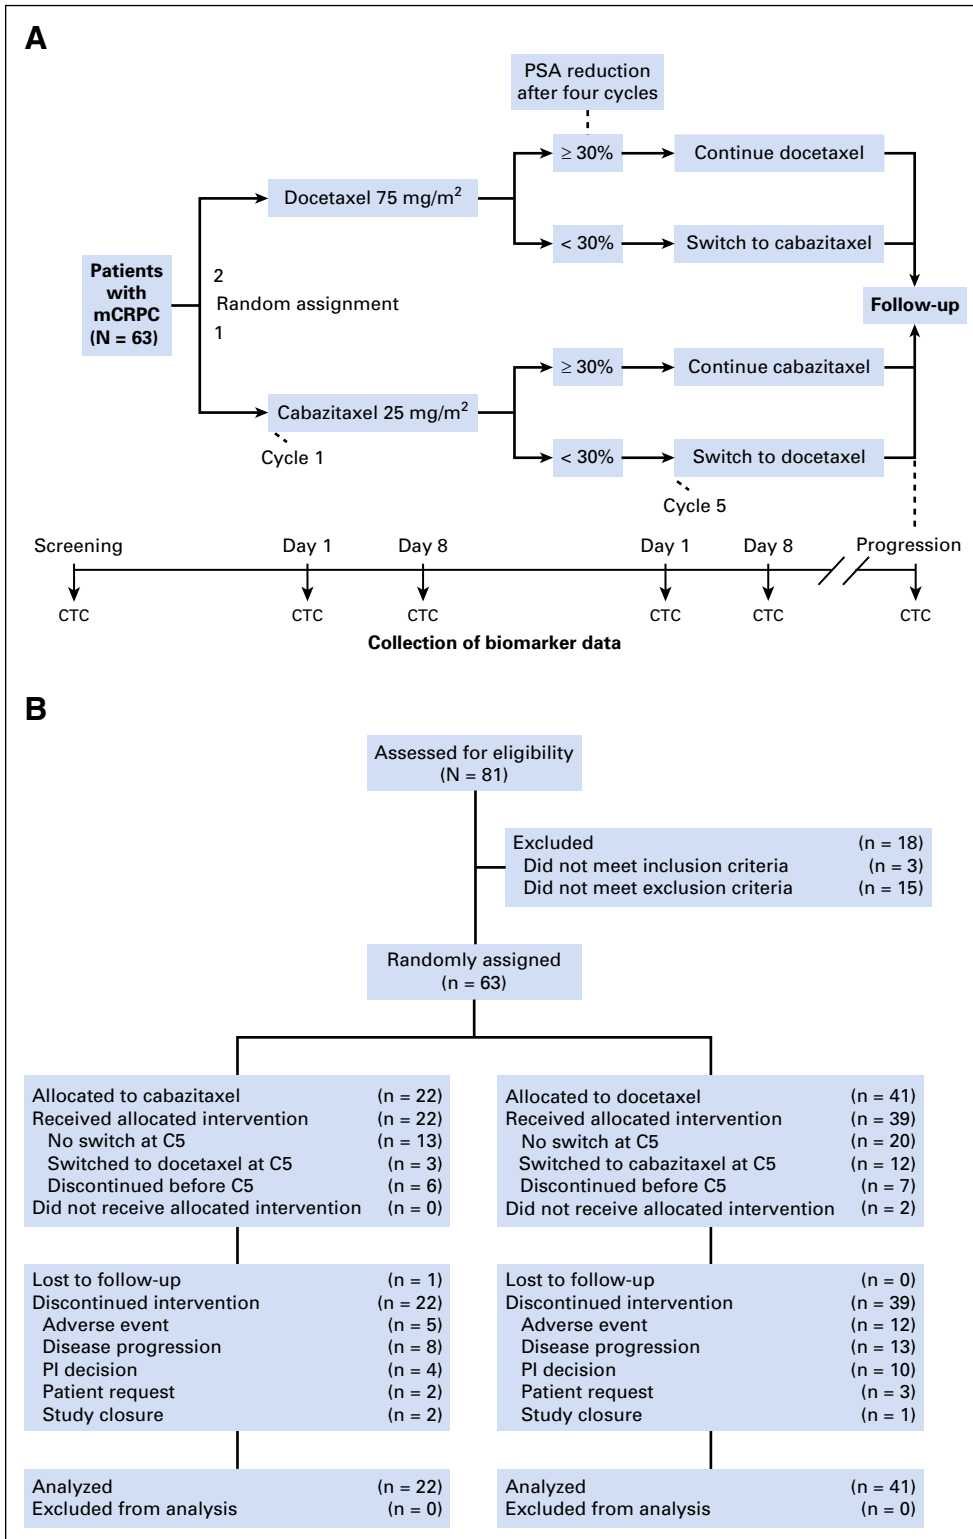 A
PSA reduction
after four cycles
≥ 30%
Continue docetaxel
Docetaxel 75 mg/m²
< 30%
Switch to cabazitaxel
Patients
with
mCRPC
(N = 63)
2
Random assignment
1
Follow-up
≥ 30%
Continue cabazitaxel
Cabazitaxel 25 mg/m²
Cycle 1
< 30%
Switch to docetaxel
Cycle 5
Screening Day 1 Day 8 Day 1 Day 8 Progression
CTC CTC CTC CTC CTC CTC
Collection of biomarker data
B
Assessed for eligibility
(N = 81)
Excluded (n = 18)
Did not meet inclusion criteria (n = 3)
Did not meet exclusion criteria (n = 15)
Randomly assigned
(n = 63)
Allocated to cabazitaxel (n = 22)
Received allocated intervention (n = 22)
No switch at C5 (n = 13)
Switched to docetaxel at C5 (n = 3)
Discontinued before C5 (n = 6)
Did not receive allocated intervention (n = 0)
Allocated to docetaxel (n = 41)
Received allocated intervention (n = 39)
No switch at C5 (n = 20)
Switched to cabazitaxel at C5 (n = 12)
Discontinued before C5 (n = 7)
Did not receive allocated intervention (n = 2)
Lost to follow-up (n = 1)
Discontinued intervention (n = 22)
Adverse event (n = 5)
Disease progression (n = 8)
PI decision (n = 4)
Patient request (n = 2)
Study closure (n = 2)
Lost to follow-up (n = 0)
Discontinued intervention (n = 39)
Adverse event (n = 12)
Disease progression (n = 13)
PI decision (n = 10)
Patient request (n = 3)
Study closure (n = 1)
Analyzed (n = 22)
Excluded from analysis (n = 0)
Analyzed (n = 41)
Excluded from analysis (n = 0)